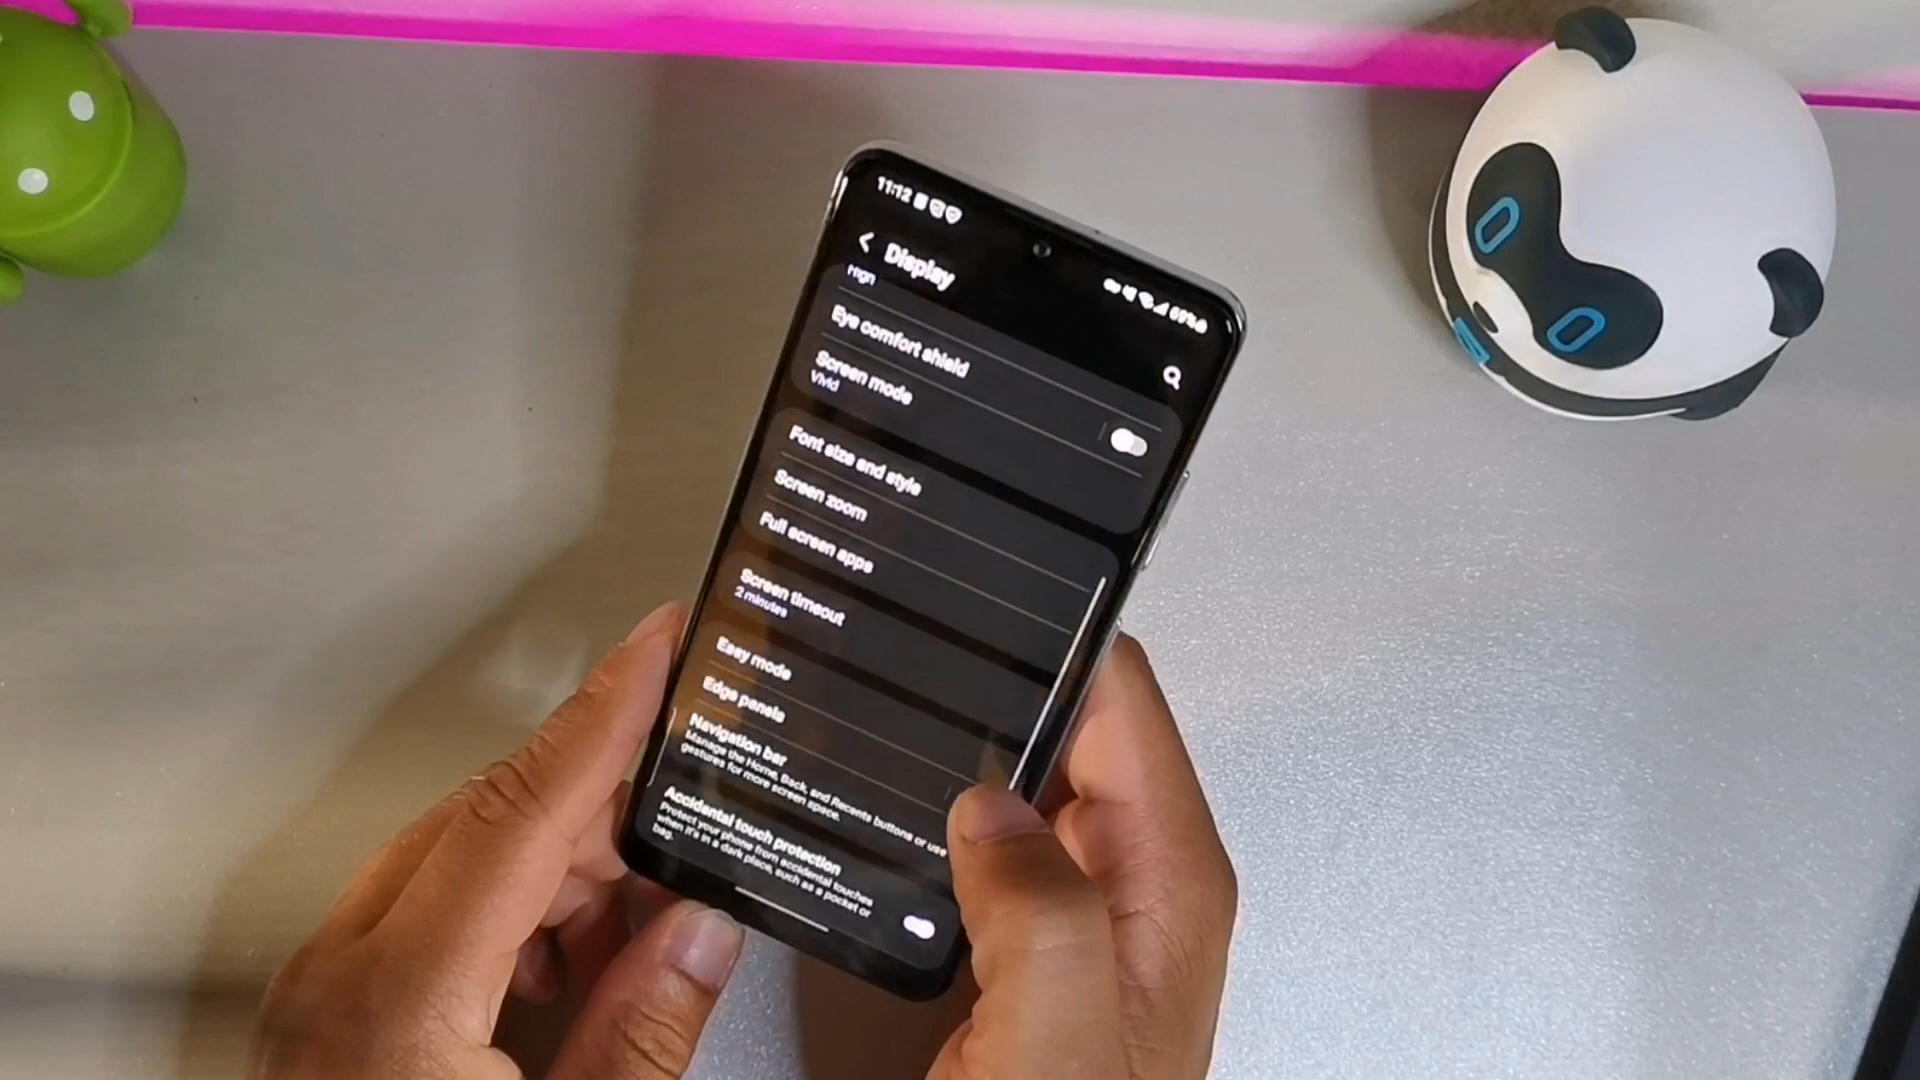 11:12
69%
Display
High
Eye comfort shield
Screen mode
Vivid
Font size and style
Screen zoom
Full screen apps
Screen timeout
2 minutes
Easy mode
Edge panels
Navigation bar
Manage the Home, Back, and Recents buttons or use
gestures for more screen space.
Accidental touch protection
Protect your phone from accidental touches
when it's in a dark place, such as a pocket or
bag.